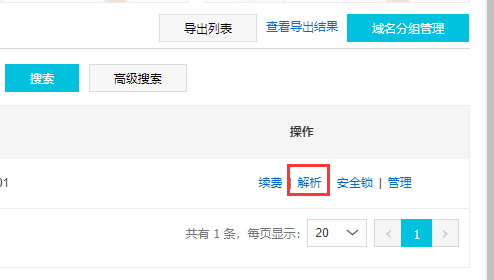 导出列表 查看导出结果 域名分组管理
搜索 高级搜索
操作
01 续费 | 解析 安全锁 | 管理
共有 1 条，每页显示： 20 < 1 >